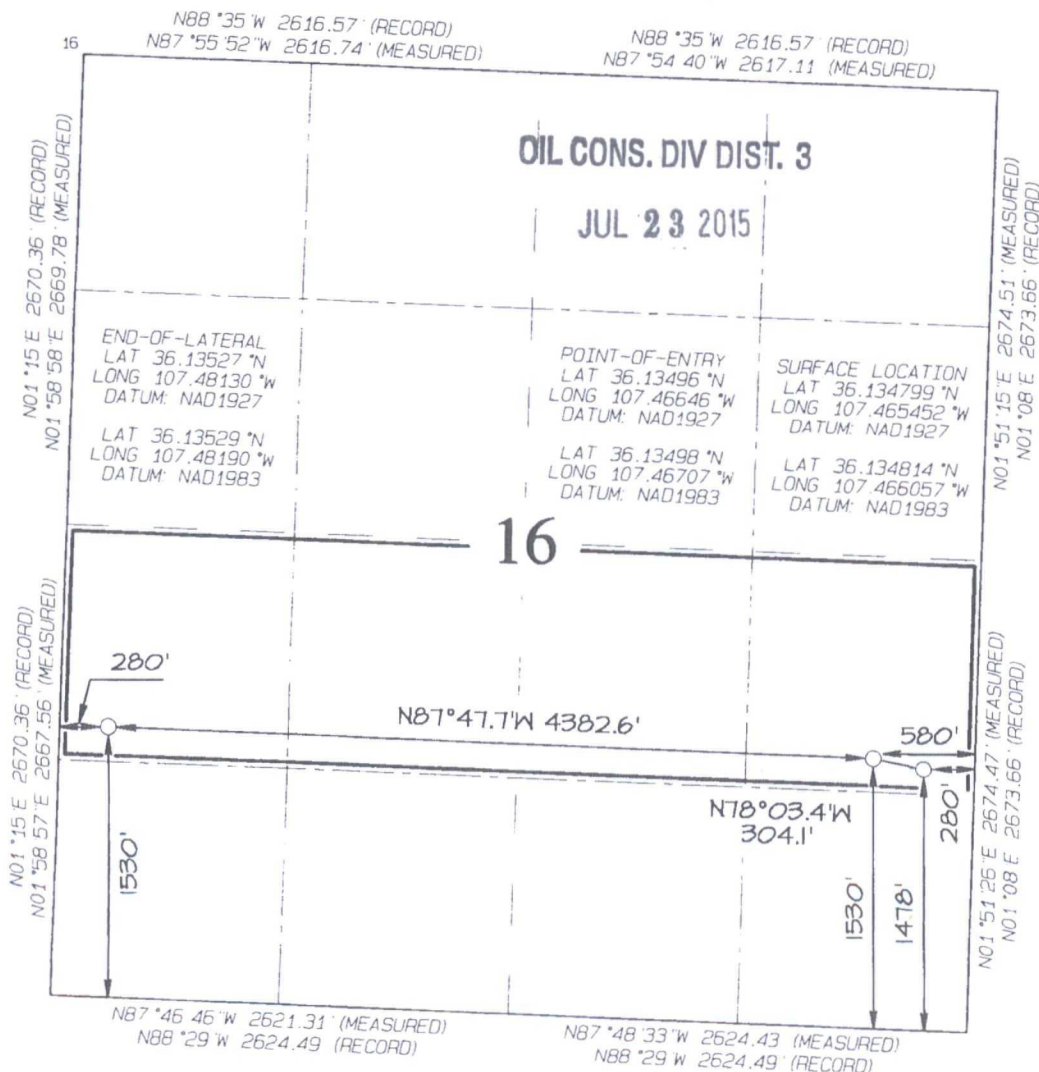 N88°35'W 2616.57' (RECORD)
N87°55'52"W 2616.74' (MEASURED)
N88°35'W 2616.57' (RECORD)
N87°54'40"W 2617.11' (MEASURED)
16
OIL CONS. DIV DIST. 3
JUL 23 2015
N01°15'E 2670.36' (RECORD)
N01°58'58"E 2669.78' (MEASURED)
N01°51'15"E 2674.51' (MEASURED)
N01°08'E 2673.66' (RECORD)
END-OF-LATERAL
LAT 36.13527°N
LONG 107.48130°W
DATUM: NAD1927
LAT 36.13529°N
LONG 107.48190°W
DATUM: NAD1983
POINT-OF-ENTRY
LAT 36.13496°N
LONG 107.46646°W
DATUM: NAD1927
LAT 36.13498°N
LONG 107.46707°W
DATUM: NAD1983
SURFACE LOCATION
LAT 36.134799°N
LONG 107.465452°W
DATUM: NAD1927
LAT 36.134814°N
LONG 107.466057°W
DATUM: NAD1983
16
N01°15'E 2670.36' (RECORD)
N01°58'57"E 2667.56' (MEASURED)
280'
N87°47.7'W 4382.6'
580'
N78°03.4'W
304.1'
280'
1530'
1530'
1478'
N01°51'26"E 2674.47' (MEASURED)
N01°08'E 2673.66' (RECORD)
N87°46'46"W 2621.31' (MEASURED)
N88°29'W 2624.49' (RECORD)
N87°48'33"W 2624.43' (MEASURED)
N88°29'W 2624.49' (RECORD)